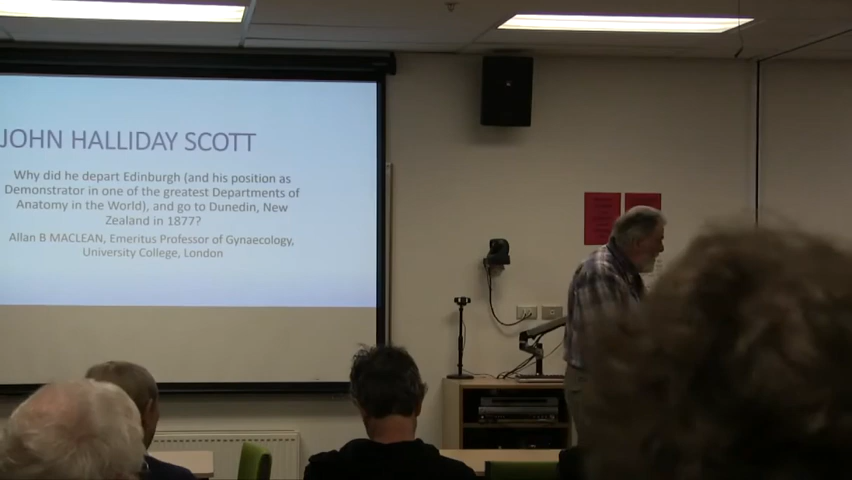 JOHN HALLIDAY SCOTT
Why did he depart Edinburgh (and his position as
Demonstrator in one of the greatest Departments of
Anatomy in the World), and go to Dunedin, New
Zealand in 1877?
Allan B MACLEAN, Emeritus Professor of Gynaecology,
University College, London